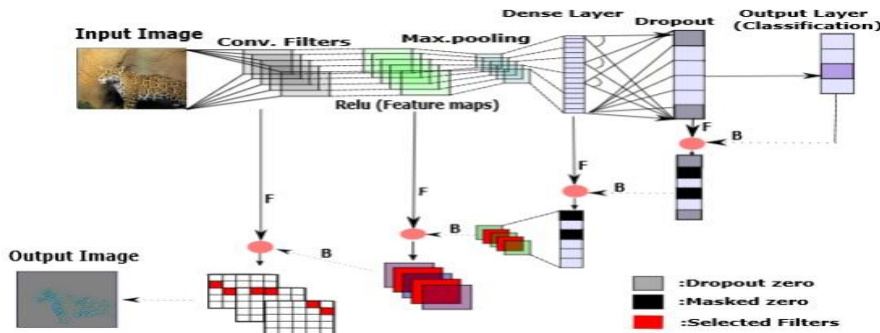 Input Image
Conv. Filters
Max.pooling
Relu (Feature maps)
Dense Layer
Dropout
Output Layer
(Classification)
F
B
F
B
F
F
B
B
Output Image
:Dropout zero
:Masked zero
:Selected Filters